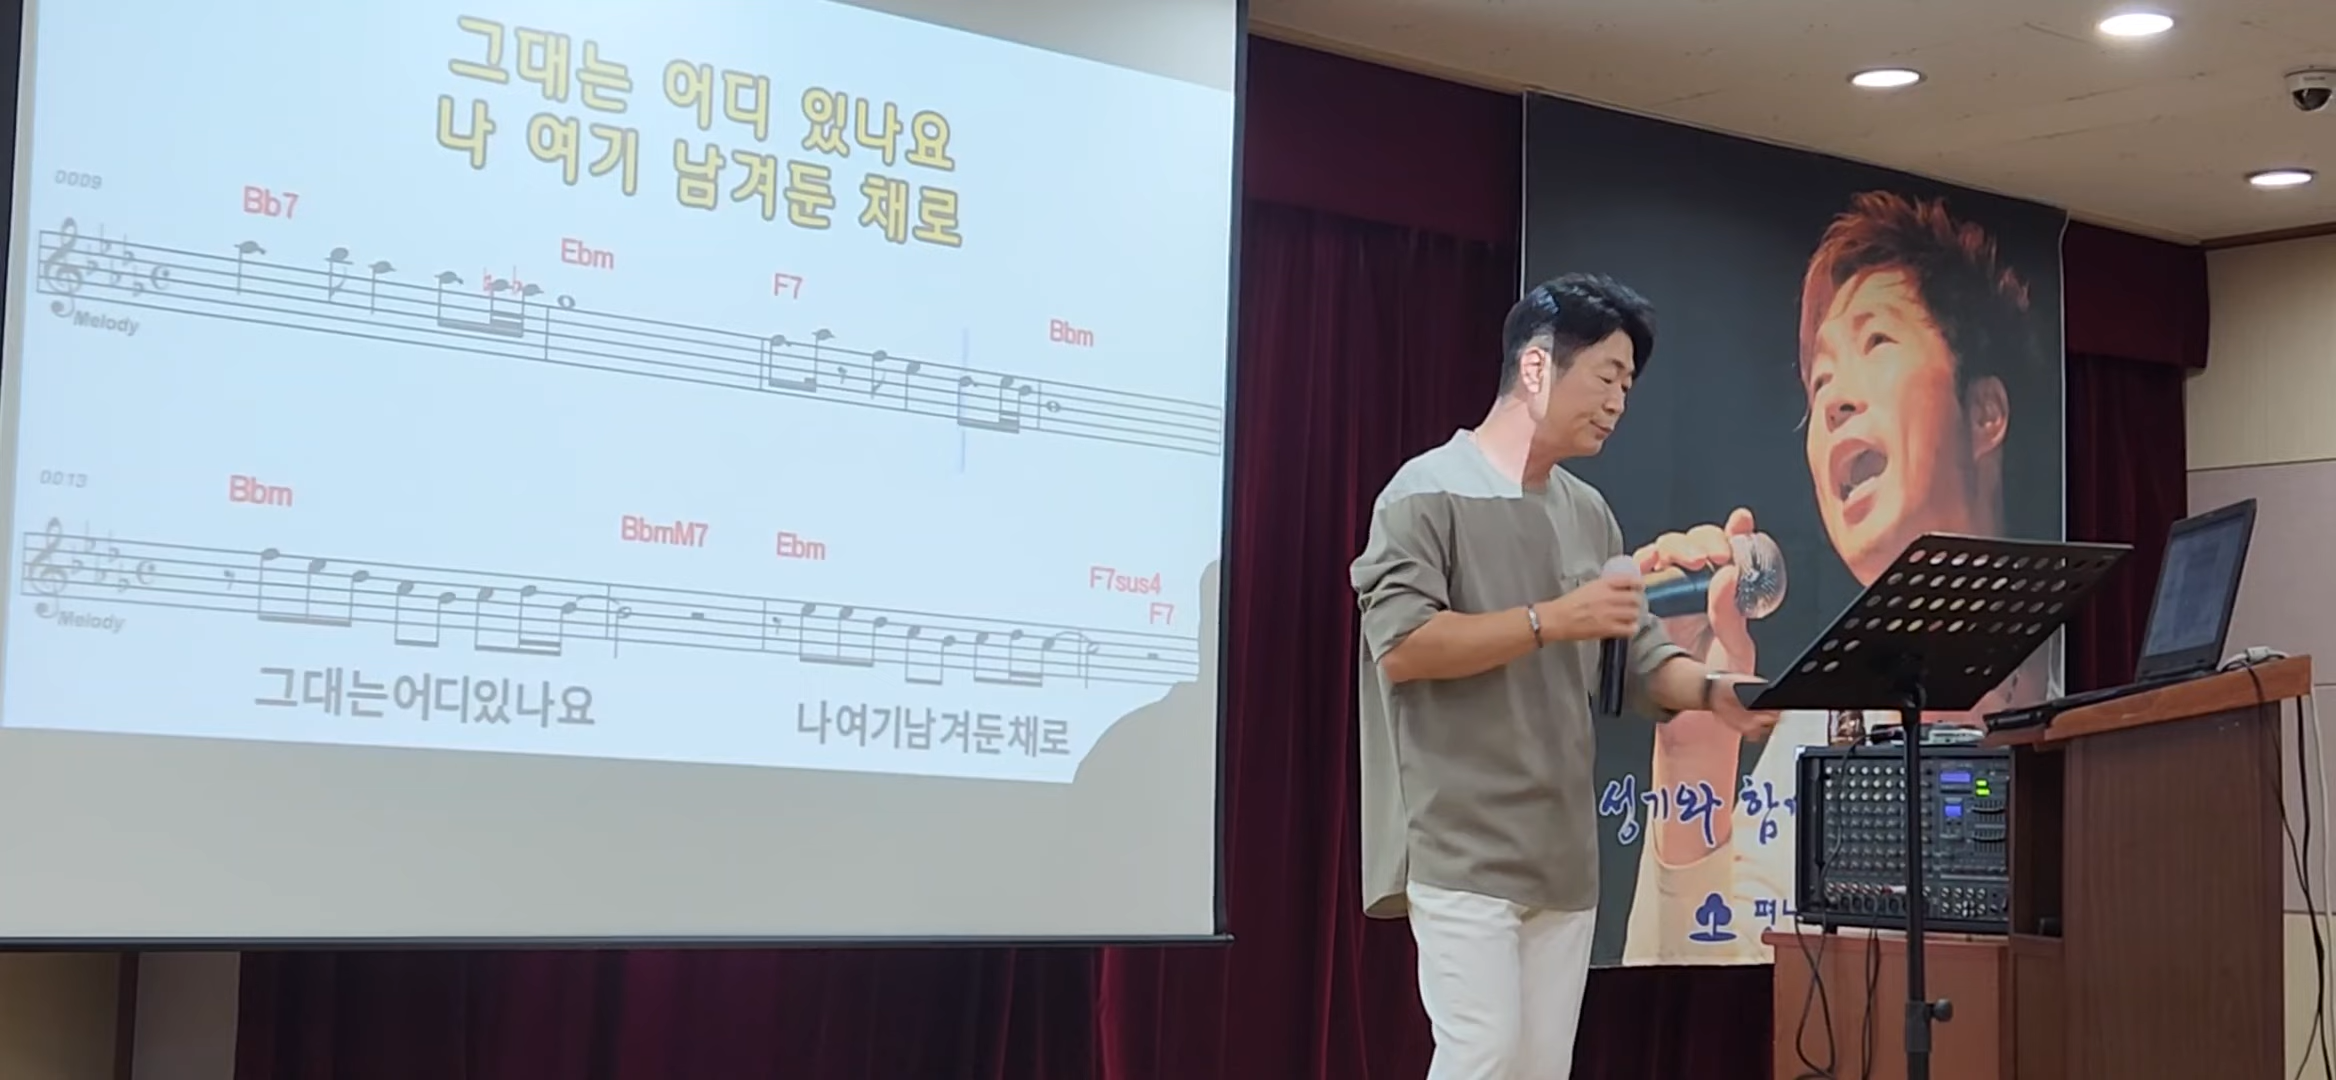 그대는 어디 있나요
나 여기 남겨둔 채로
0009
Bb7
Ebm
F7
Bbm
Melody
0013
Bbm
BbmM7
Ebm
F7sus4
F7
Melody
그대는어디있나요
나여기남겨둔채로
성기와